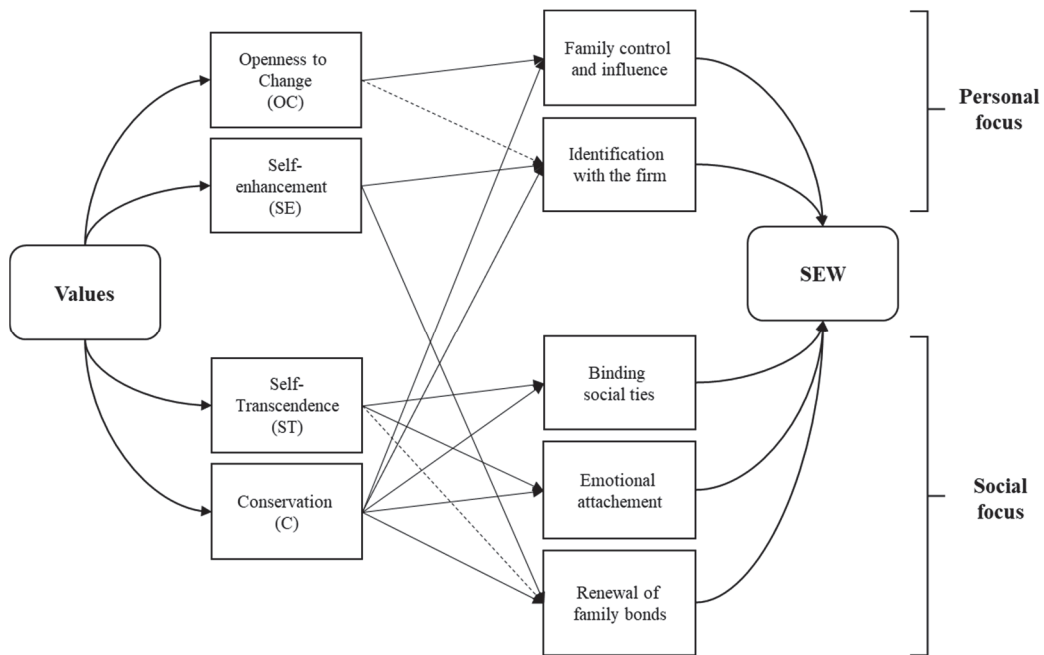 Openness to
Change
(OC)
Self-
enhancement
(SE)
Values
Self-
Transcendence
(ST)
Conservation
(C)
Family control
and influence
Identification
with the firm
Binding
social ties
Emotional
attachement
Renewal of
family bonds
SEW
Personal
focus
Social
focus